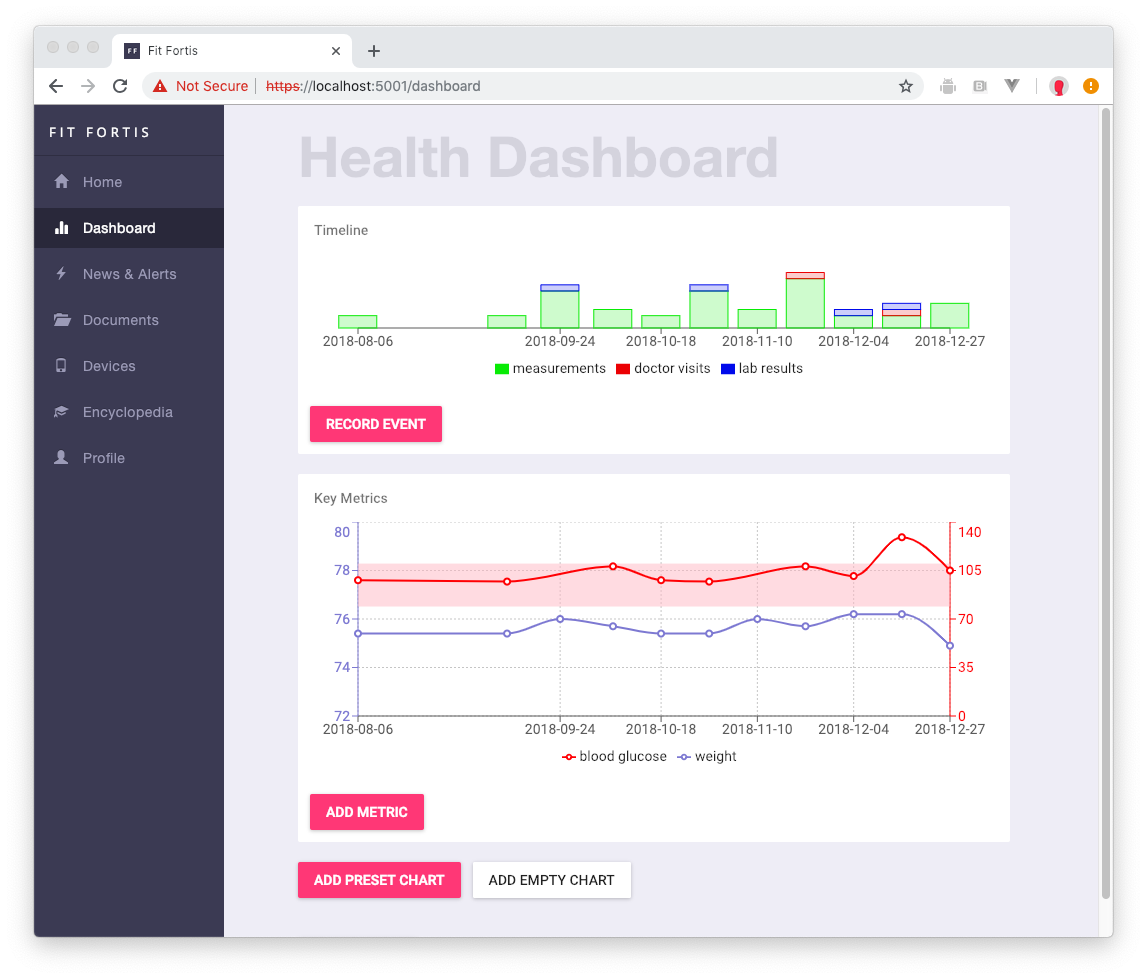 FF Fit Fortis
Not Secure https://localhost:5001/dashboard
FIT FORTIS
Home
Dashboard
News & Alerts
Documents
Devices
Encyclopedia
Profile
Health Dashboard
Timeline
2018-08-06 2018-09-24 2018-10-18 2018-11-10 2018-12-04 2018-12-27
measurements doctor visits lab results
RECORD EVENT
Key Metrics
80 140
78 105
76 70
74 35
72 0
2018-08-06 2018-09-24 2018-10-18 2018-11-10 2018-12-04 2018-12-27
blood glucose weight
ADD METRIC
ADD PRESET CHART ADD EMPTY CHART